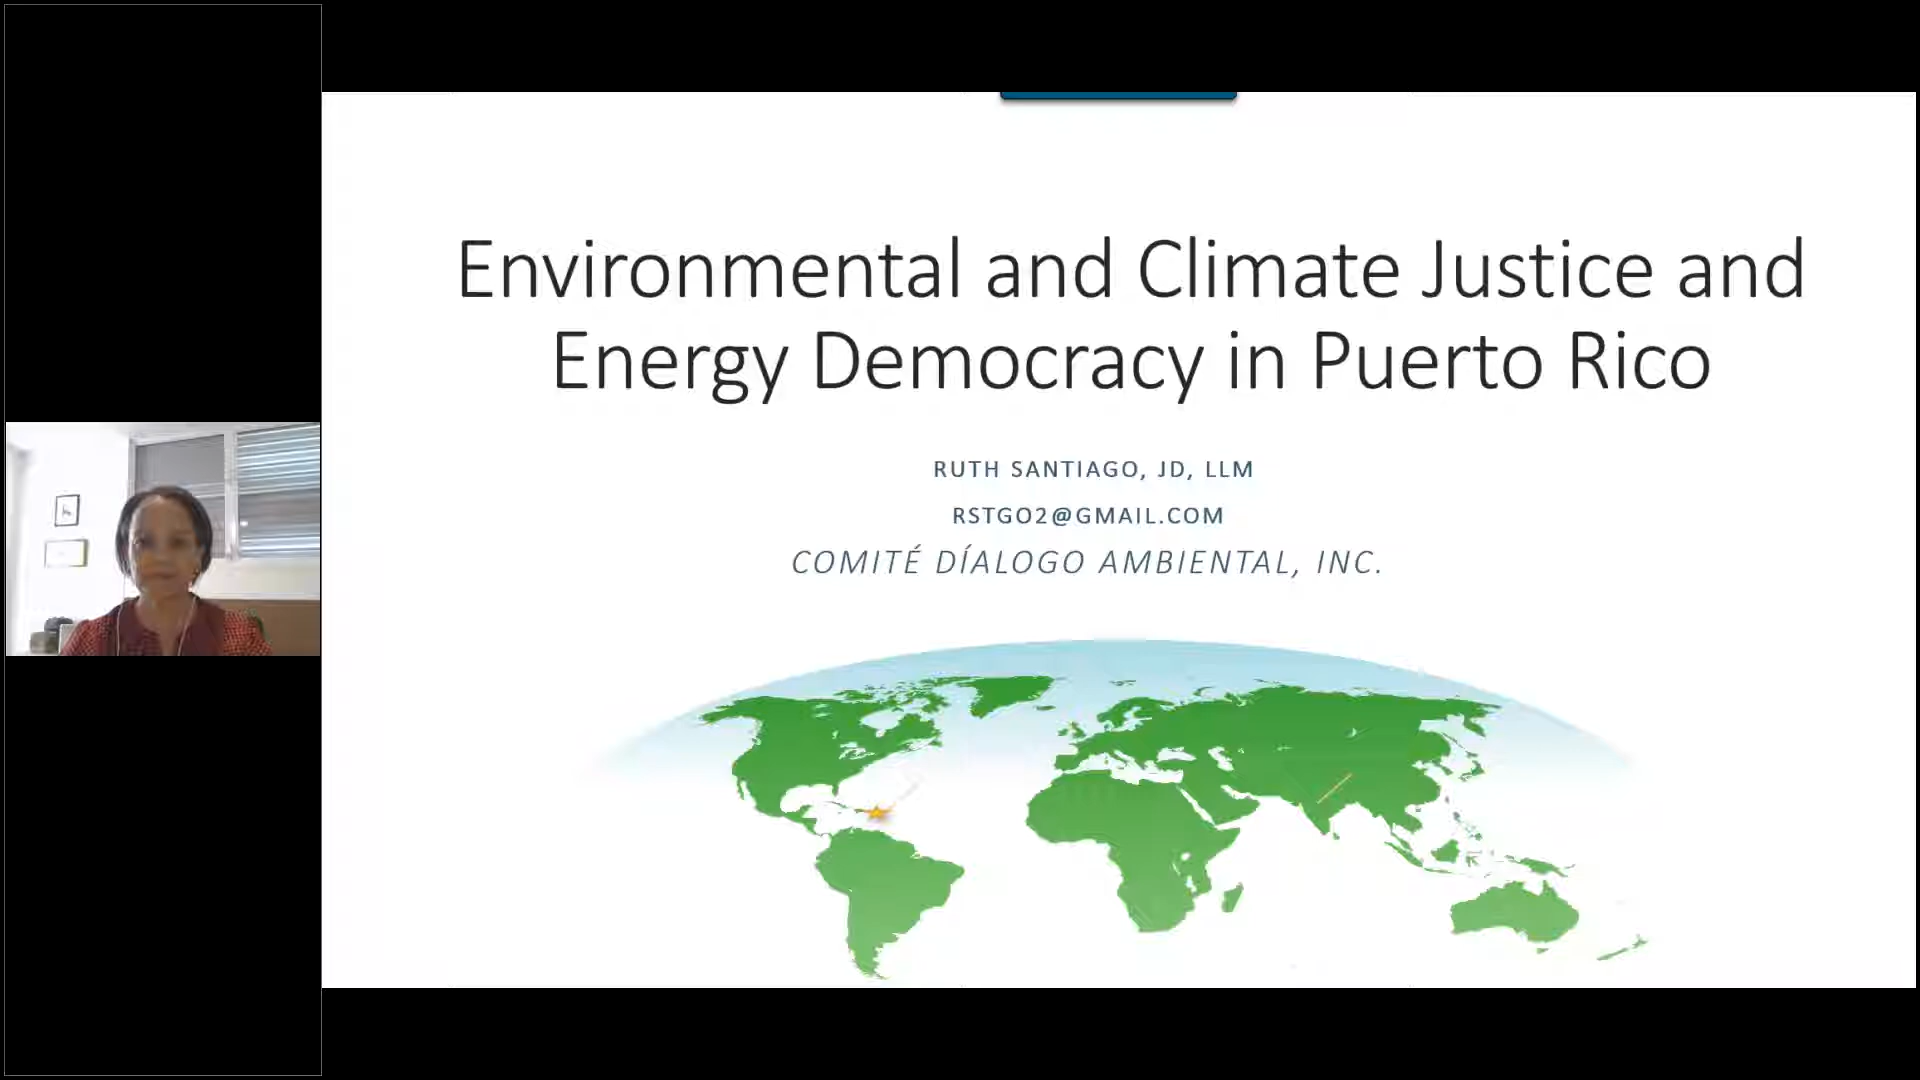 Environmental and Climate Justice and
Energy Democracy in Puerto Rico
RUTH SANTIAGO, JD, LLM
RSTGO2@GMAIL.COM
COMITÉ DÍALOGO AMBIENTAL, INC.